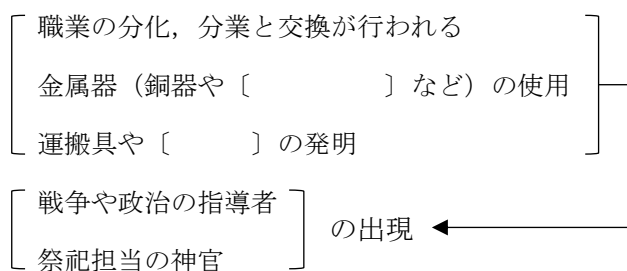 職業の分化，分業と交換が行われる
金属器（銅器や〔　　　　　〕など）の使用
運搬具や〔　　　〕の発明
戦争や政治の指導者
の出現
祭祀担当の神官